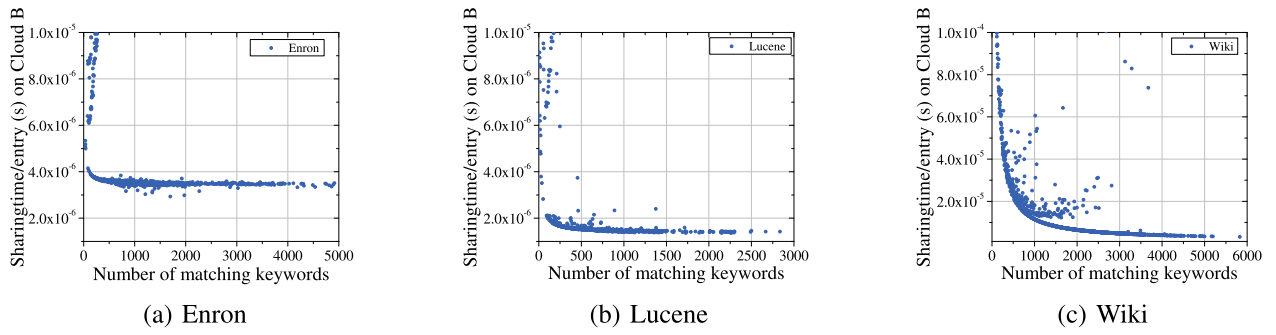 Sharingtime/entry (s) on Cloud B
1.0x10⁻⁵
8.0x10⁻⁶
6.0x10⁻⁶
4.0x10⁻⁶
2.0x10⁻⁶
Enron
0 1000 2000 3000 4000 5000
Number of matching keywords
(a) Enron
Sharingtime/entry (s) on Cloud B
1.0x10⁻⁵
8.0x10⁻⁶
6.0x10⁻⁶
4.0x10⁻⁶
2.0x10⁻⁶
Lucene
0 500 1000 1500 2000 2500 3000
Number of matching keywords
(b) Lucene
Sharingtime/entry (s) on Cloud B
1.0x10⁻⁴
8.0x10⁻⁵
6.0x10⁻⁵
4.0x10⁻⁵
2.0x10⁻⁵
Wiki
0 1000 2000 3000 4000 5000 6000
Number of matching keywords
(c) Wiki